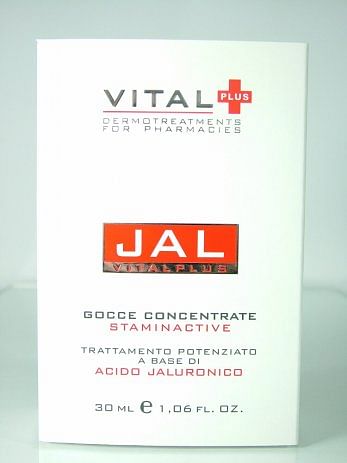 VITAL PLUS
DERMOTREATMENTS
FOR PHARMACIES
JAL
VITALPLUS
GOCCE CONCENTRATE
STAMINACTIVE
TRATTAMENTO POTENZIATO
A BASE DI
ACIDO JALURONICO
30 ML e 1,06 FL. OZ.